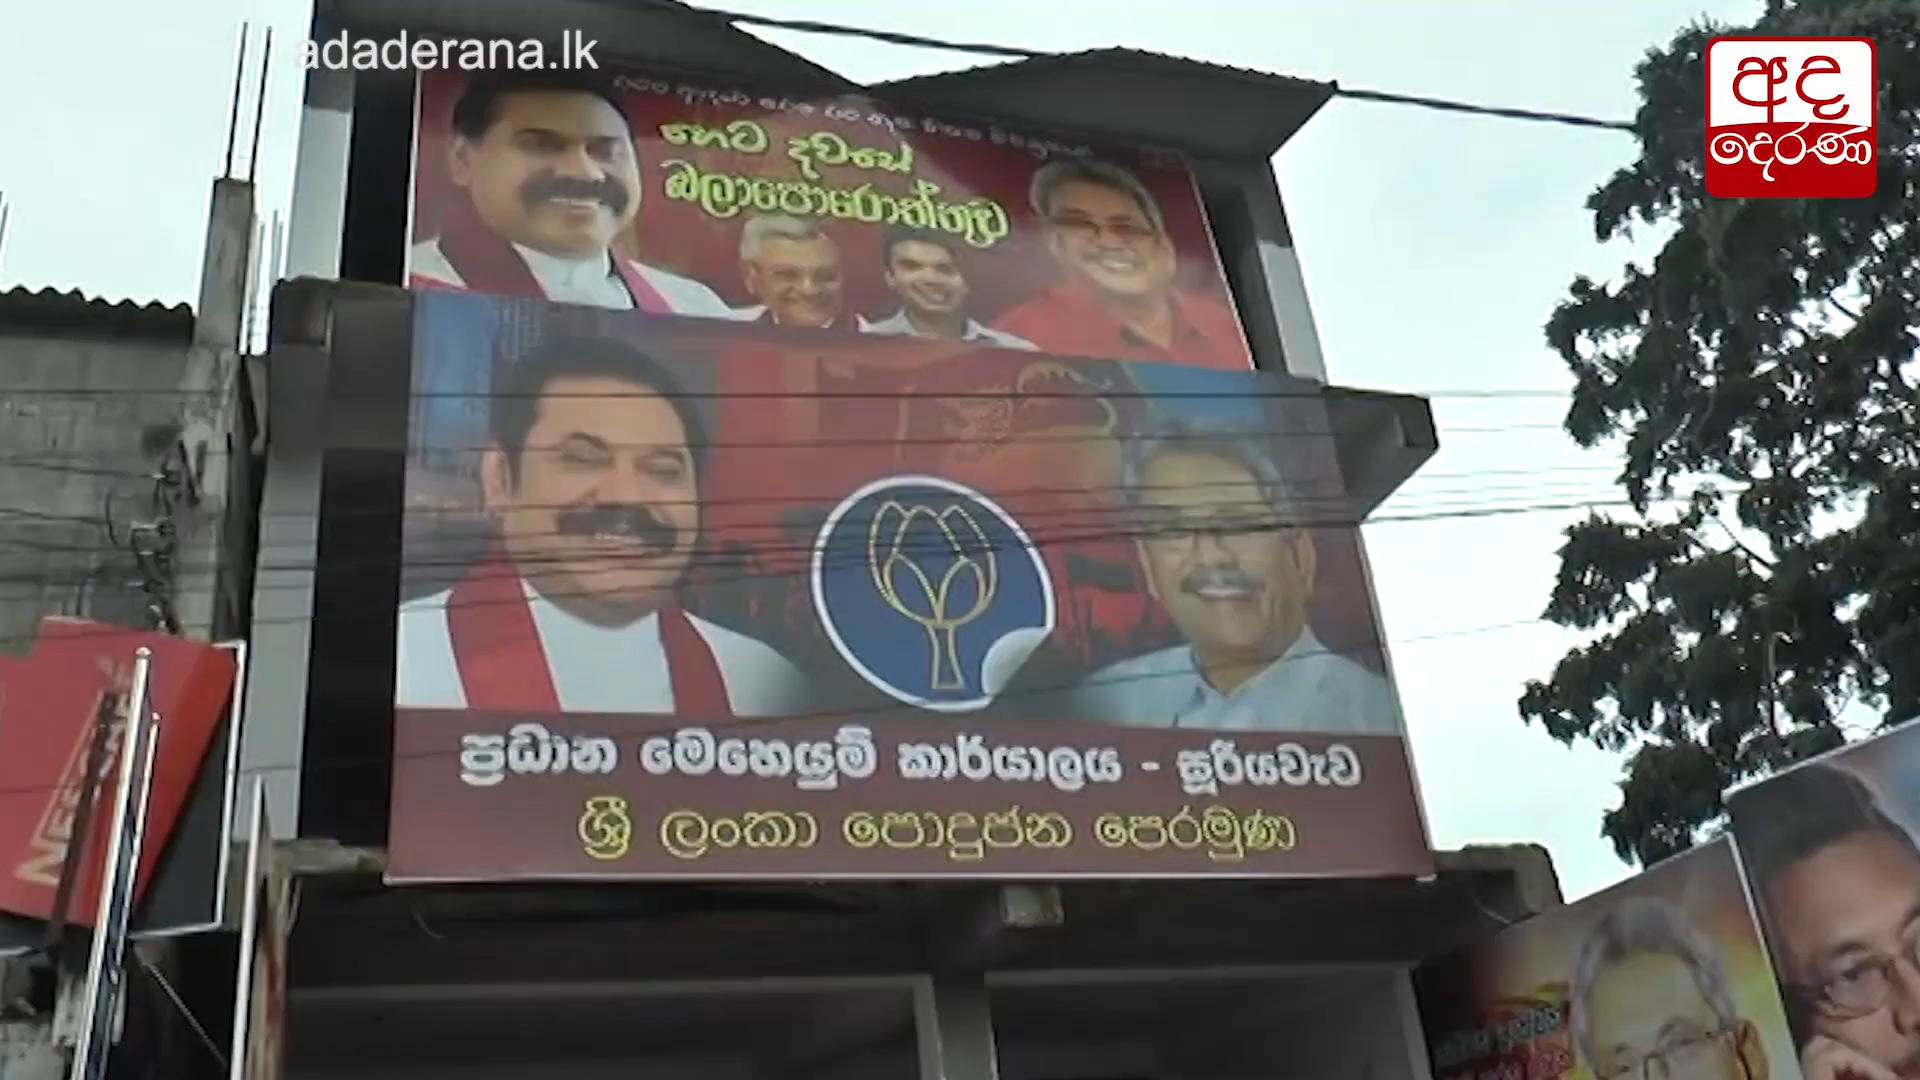 adaderana.lk
අද
දෙරණ
හෙට දවසේ
බලාපොරොත්තුව
ප්‍රධාන මෙහෙයුම් කාර්යාලය - සූරියවැව
ශ්‍රී ලංකා පොදුජන පෙරමුණ